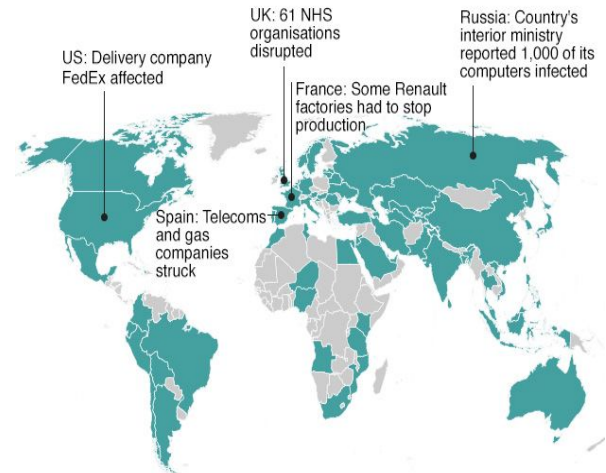 UK: 61 NHS
organisations
disrupted
Russia: Country's
interior ministry
reported 1,000 of its
computers infected
US: Delivery company
FedEx affected
France: Some Renault
factories had to stop
production
Spain: Telecoms
and gas
companies
struck